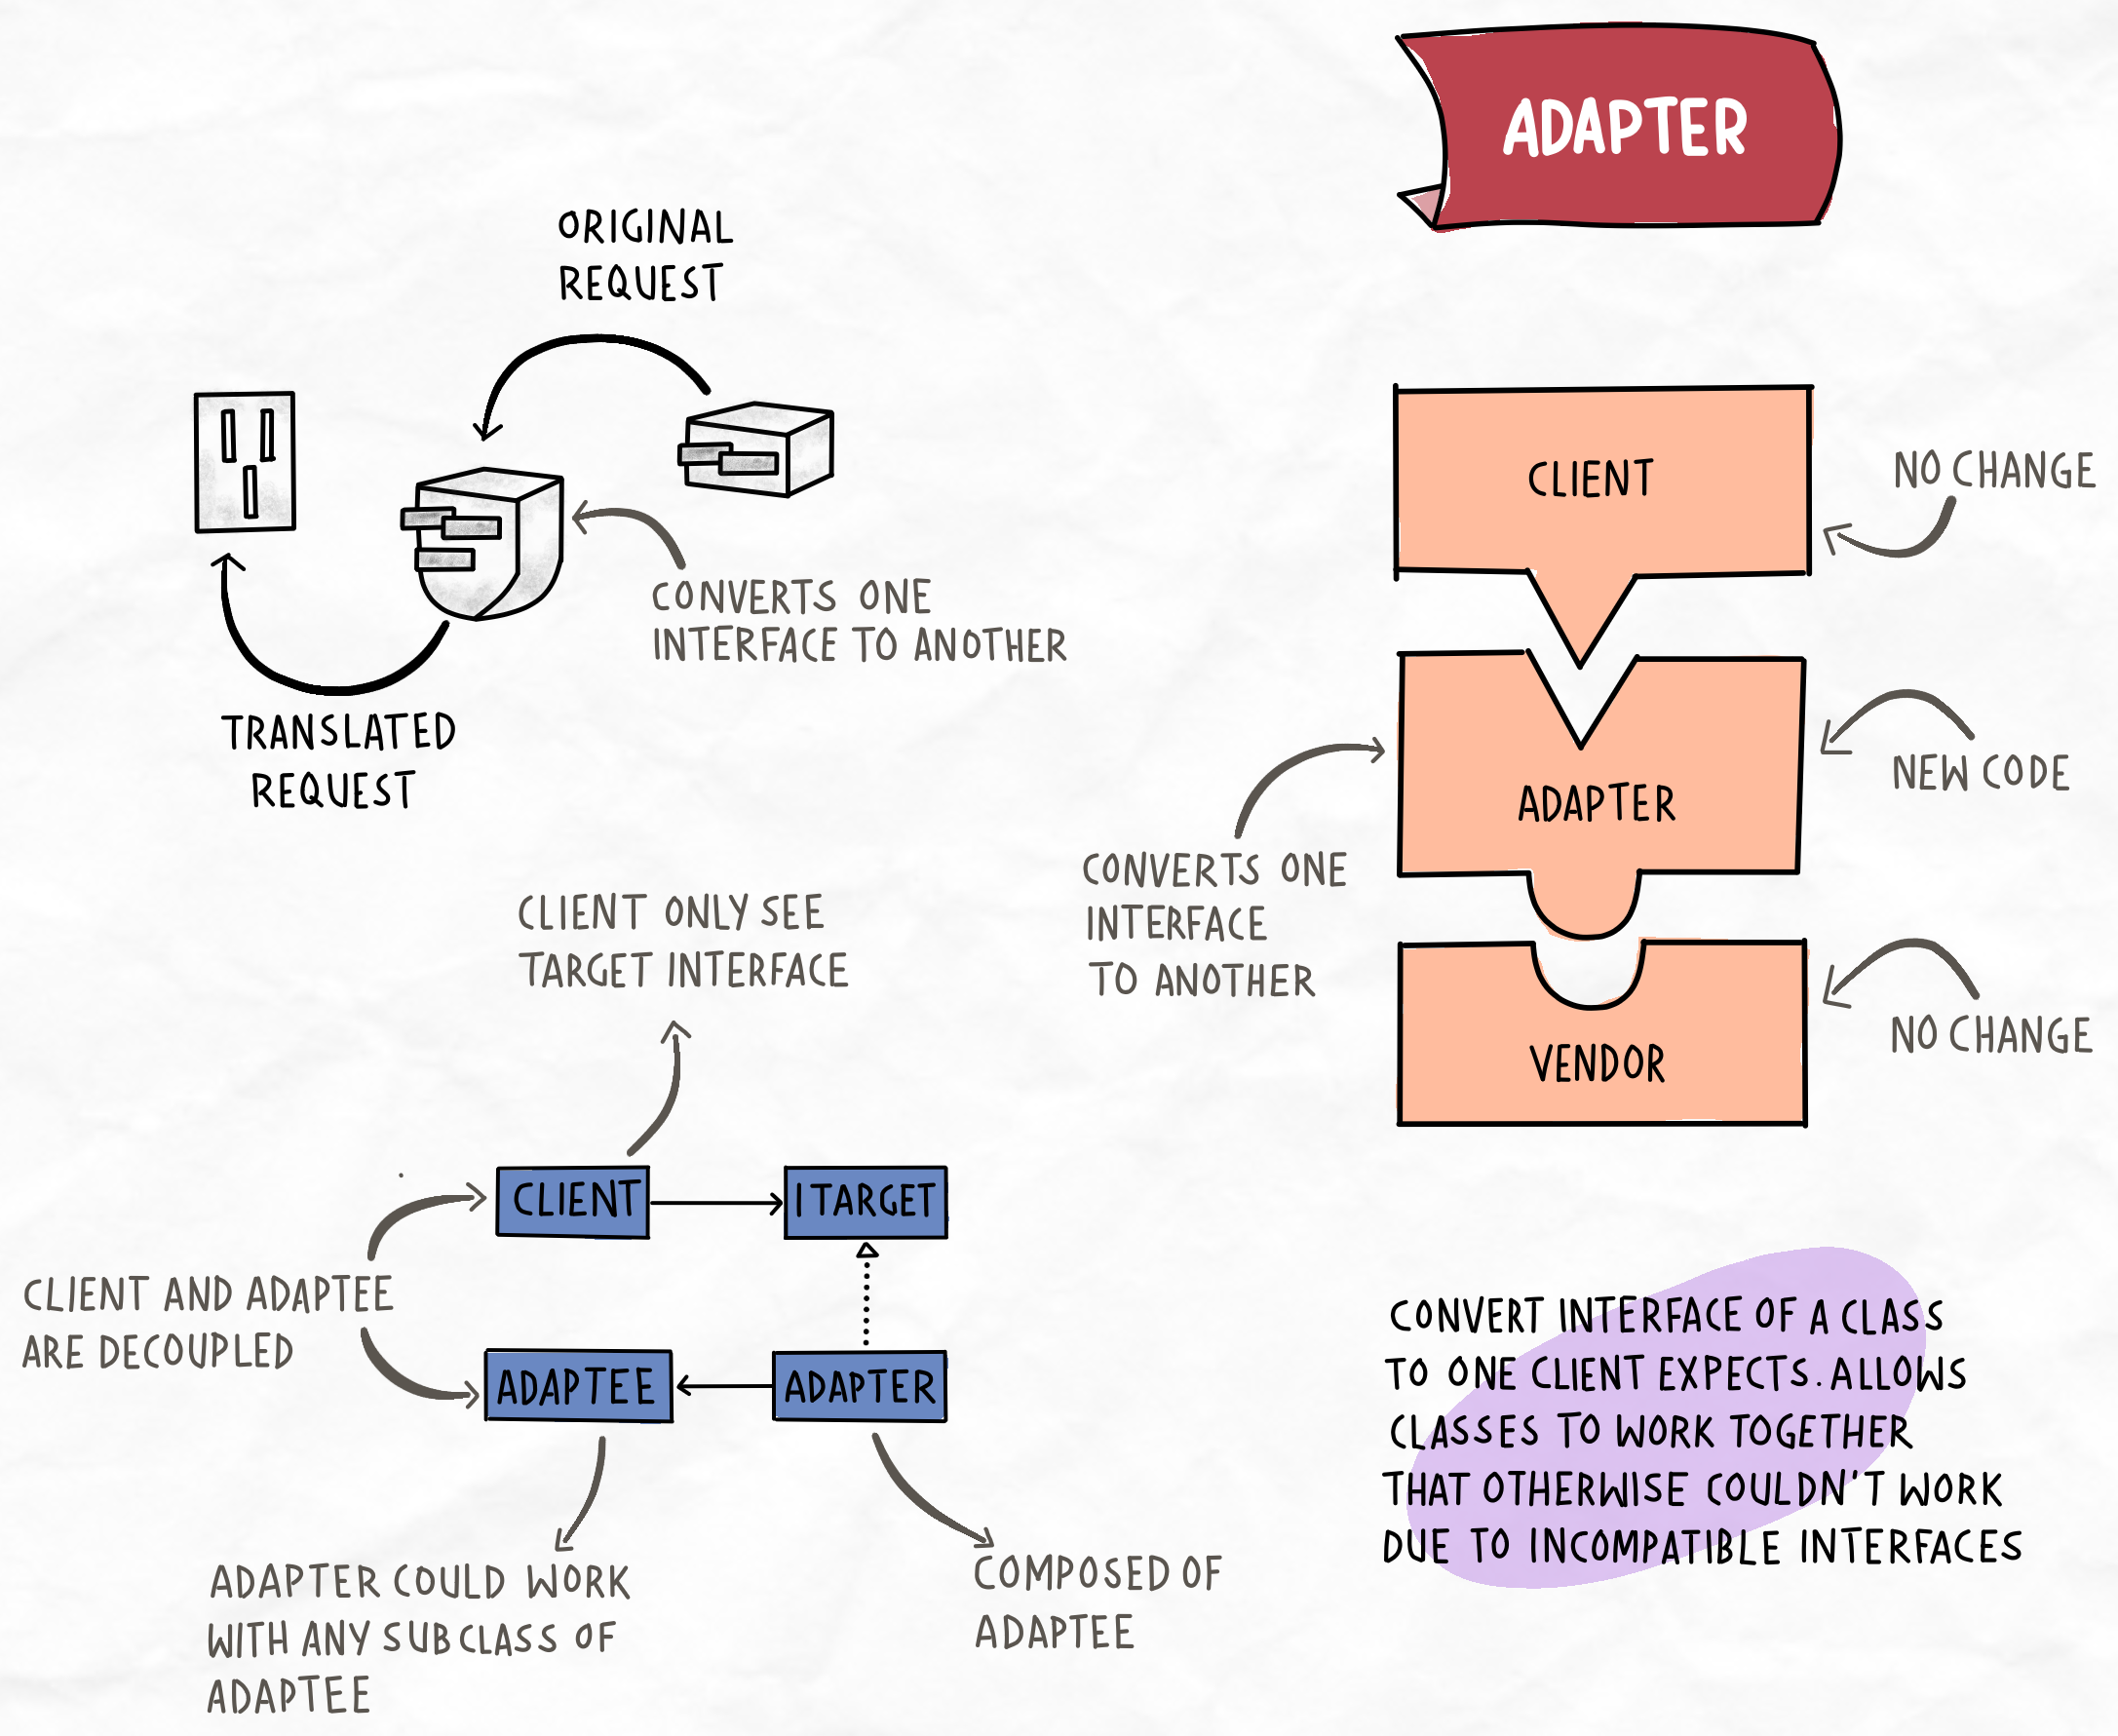 ADAPTER
ORIGINAL
REQUEST
CONVERTS ONE
INTERFACE TO ANOTHER
TRANSLATED
REQUEST
CLIENT
NO CHANGE
ADAPTER
NEW CODE
CONVERTS ONE
INTERFACE
TO ANOTHER
VENDOR
NO CHANGE
CLIENT ONLY SEE
TARGET INTERFACE
CLIENT
ITARGET
CLIENT AND ADAPTEE
ARE DECOUPLED
ADAPTEE
ADAPTER
ADAPTER COULD WORK
WITH ANY SUBCLASS OF
ADAPTEE
COMPOSED OF
ADAPTEE
CONVERT INTERFACE OF A CLASS
TO ONE CLIENT EXPECTS. ALLOWS
CLASSES TO WORK TOGETHER
THAT OTHERWISE COULDN'T WORK
DUE TO INCOMPATIBLE INTERFACES